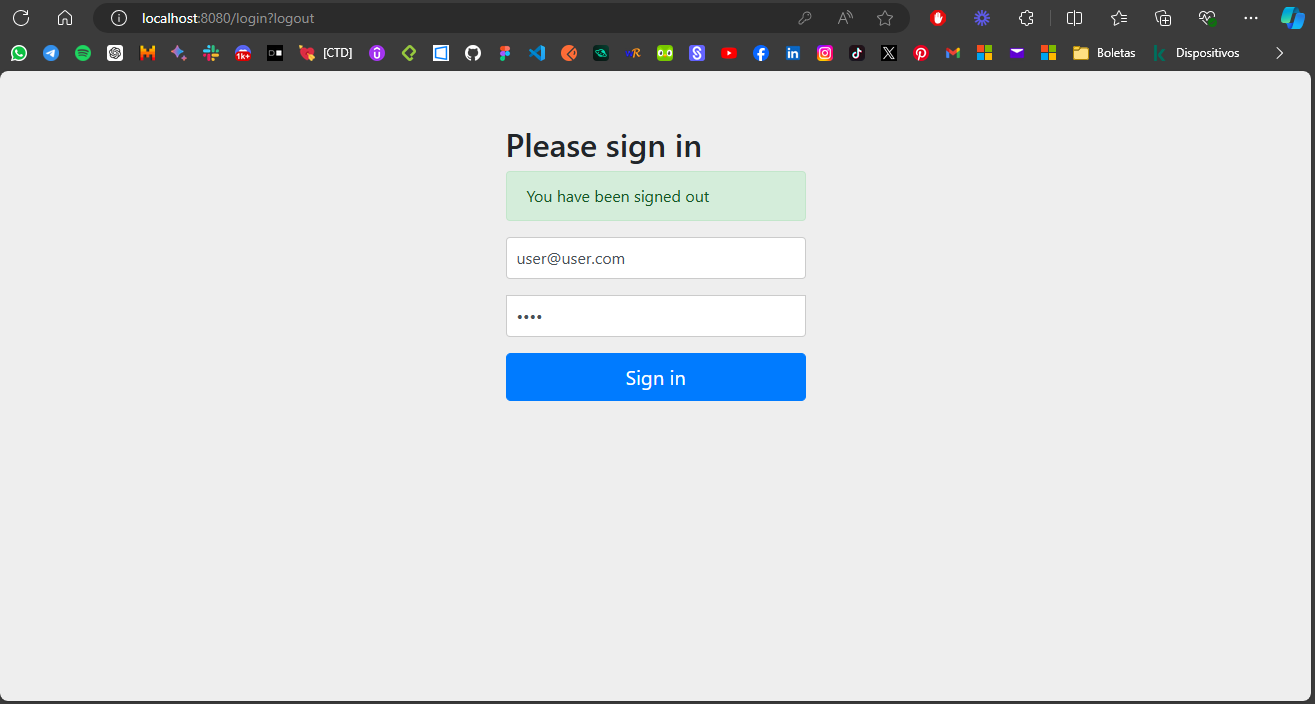 localhost:8080/login?logout
1k+
[CTD]
Boletas
Dispositivos
Please sign in
You have been signed out
user@user.com
••••
Sign in